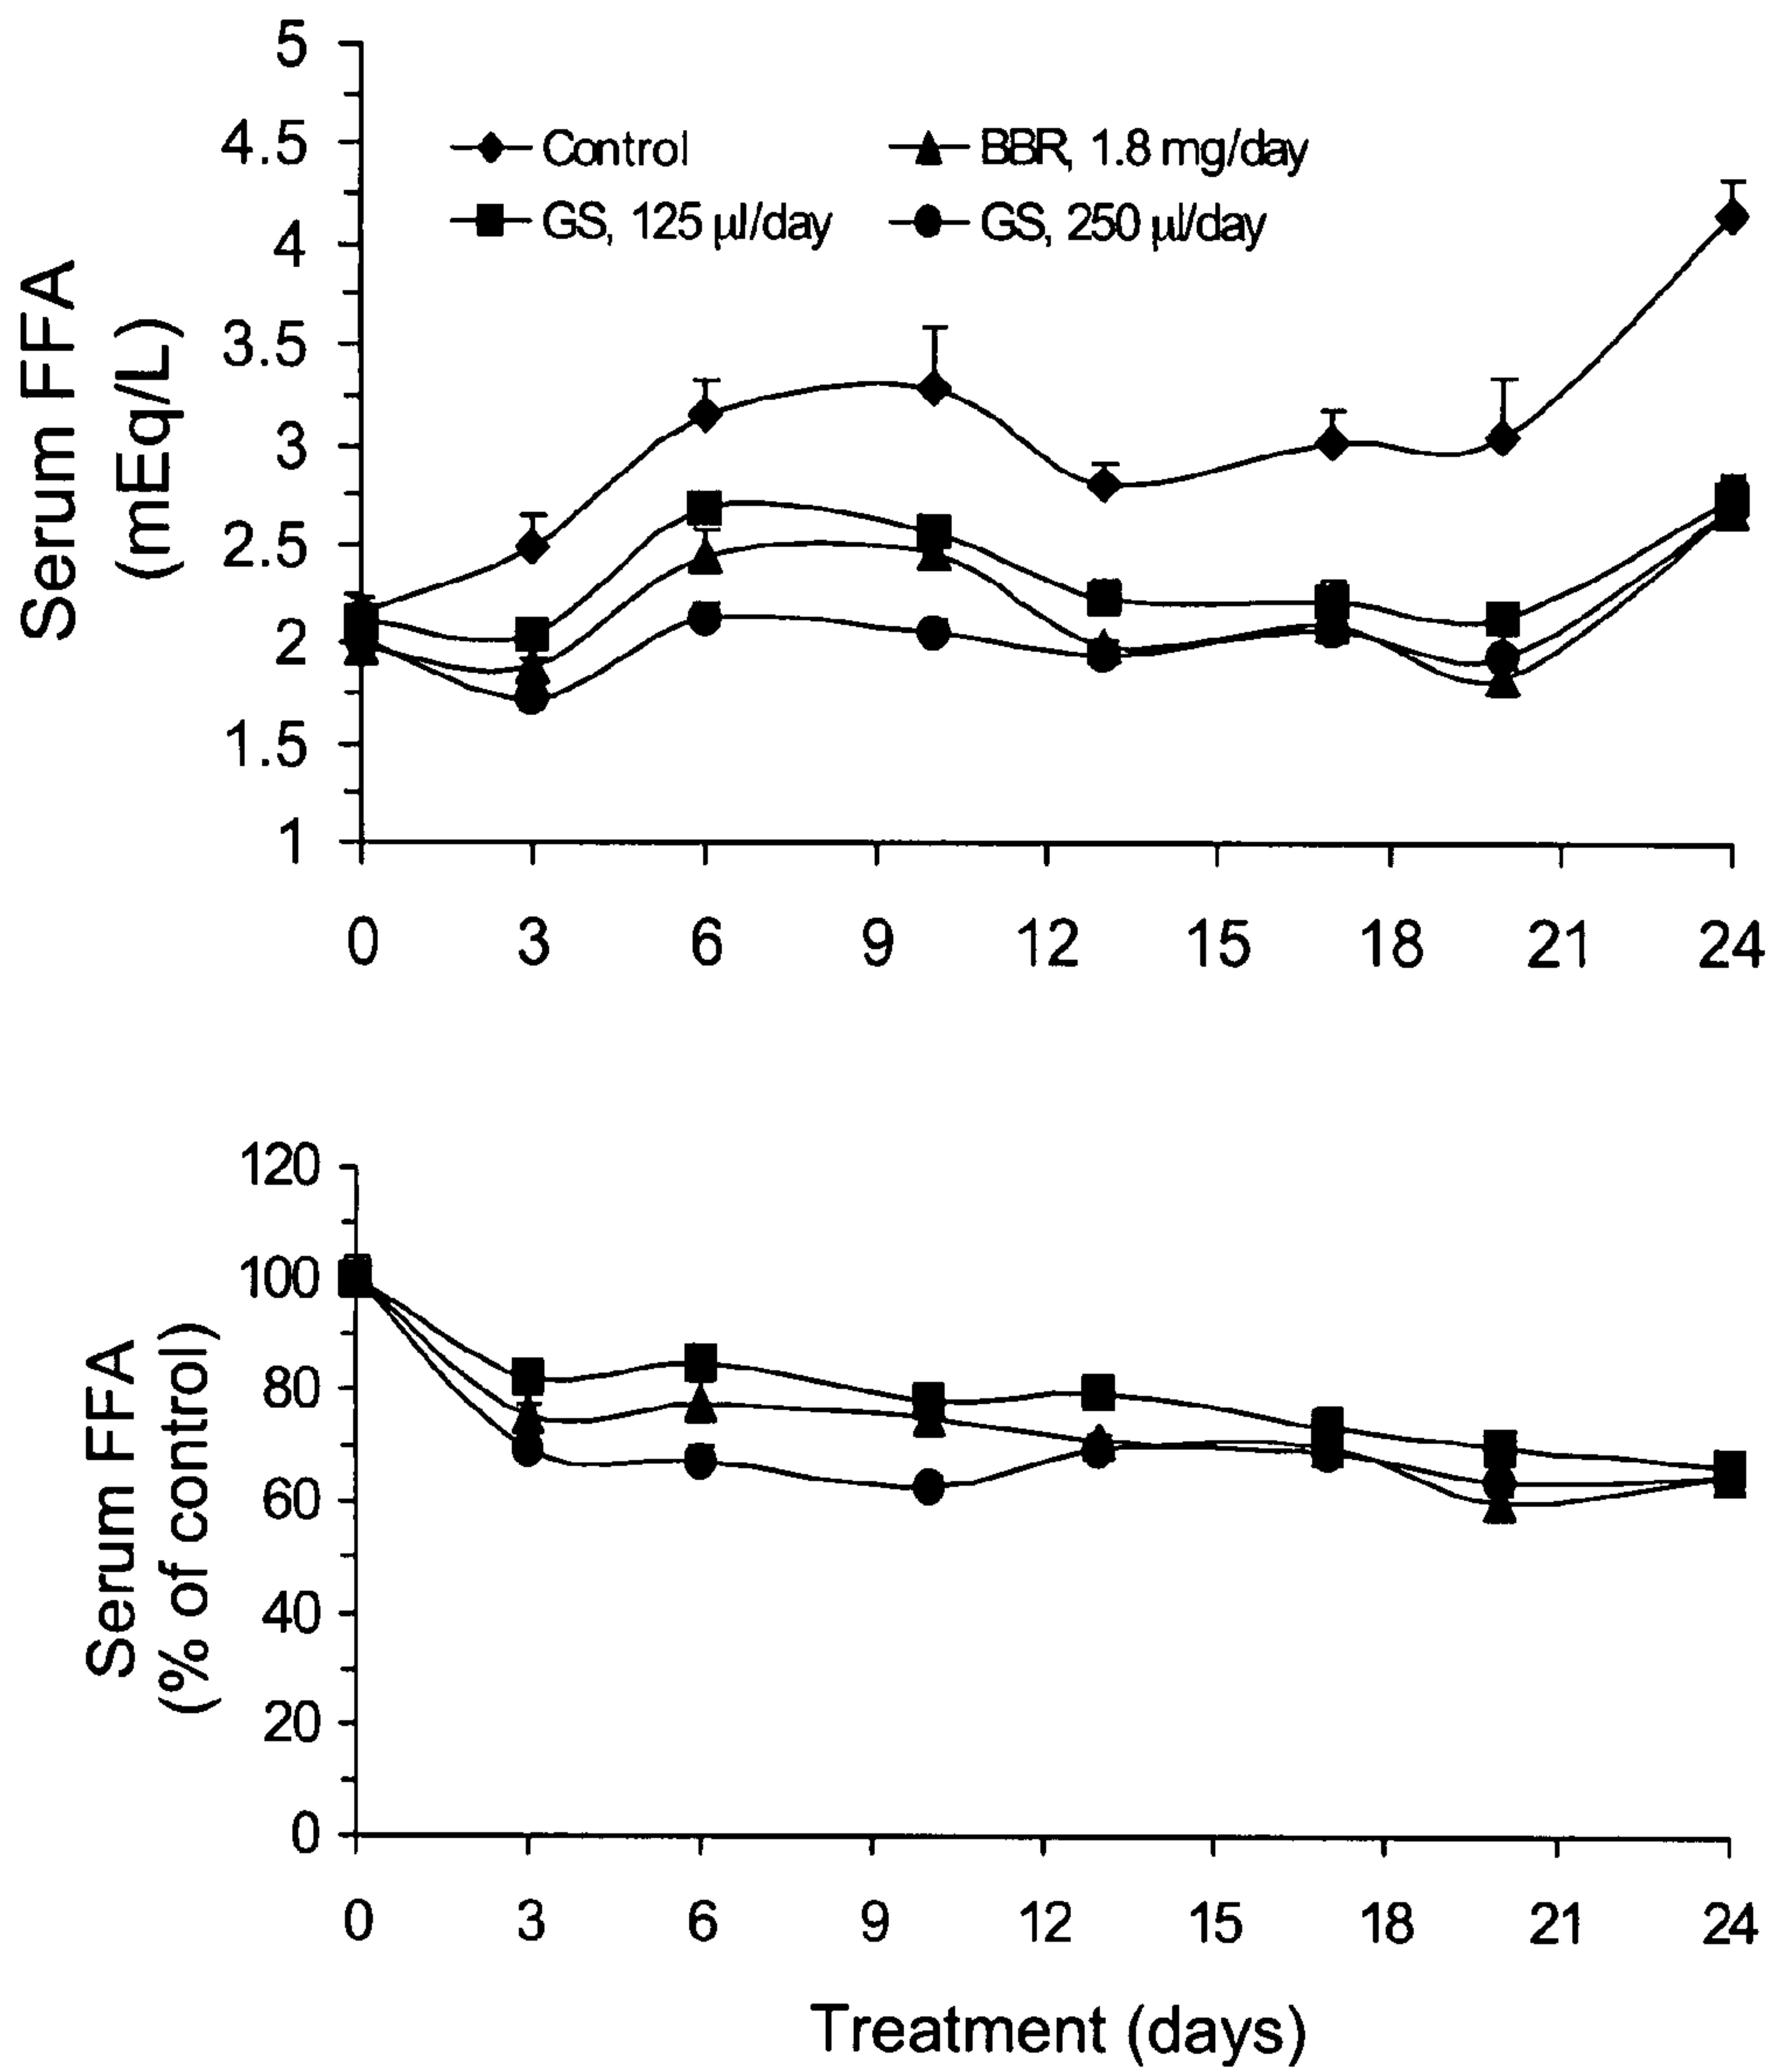 5
4.5
4
3.5
3
2.5
2
1.5
1
Serum FFA
(mEq/L)
Control
BBR, 1.8 mg/day
GS, 125 μl/day
GS, 250 μl/day
0 3 6 9 12 15 18 21 24
120
100
80
60
40
20
0
Serum FFA
(% of control)
0 3 6 9 12 15 18 21 24
Treatment (days)